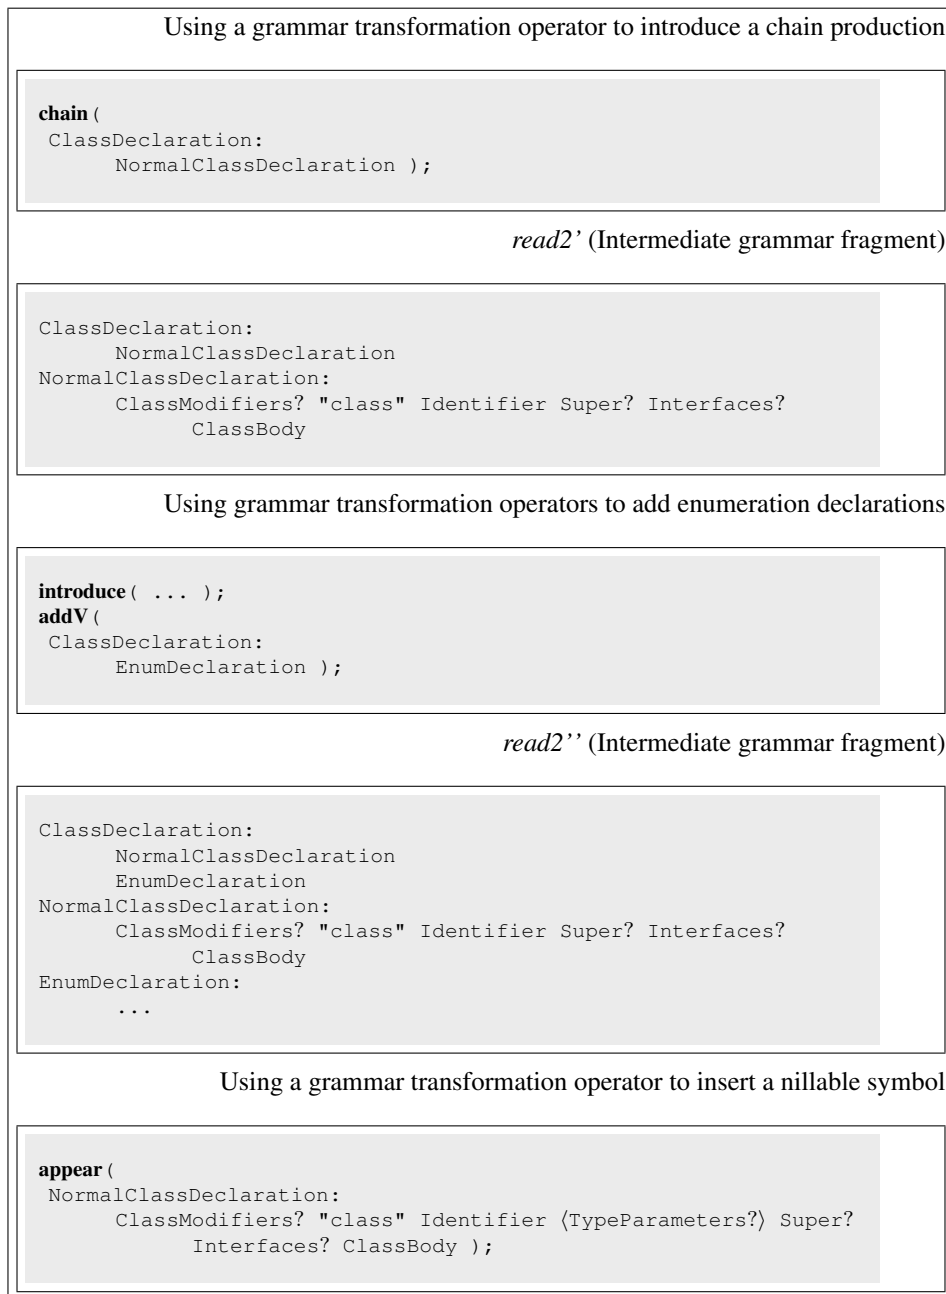 Using a grammar transformation operator to introduce a chain production
chain(
ClassDeclaration:
NormalClassDeclaration );
read2’ (Intermediate grammar fragment)
ClassDeclaration:
NormalClassDeclaration
NormalClassDeclaration:
ClassModifiers? "class" Identifier Super? Interfaces?
ClassBody
Using grammar transformation operators to add enumeration declarations
introduce( ... );
addV(
ClassDeclaration:
EnumDeclaration );
read2’’ (Intermediate grammar fragment)
ClassDeclaration:
NormalClassDeclaration
EnumDeclaration
NormalClassDeclaration:
ClassModifiers? "class" Identifier Super? Interfaces?
ClassBody
EnumDeclaration:
...
Using a grammar transformation operator to insert a nillable symbol
appear(
NormalClassDeclaration:
ClassModifiers? "class" Identifier ⟨TypeParameters?⟩ Super?
Interfaces? ClassBody );